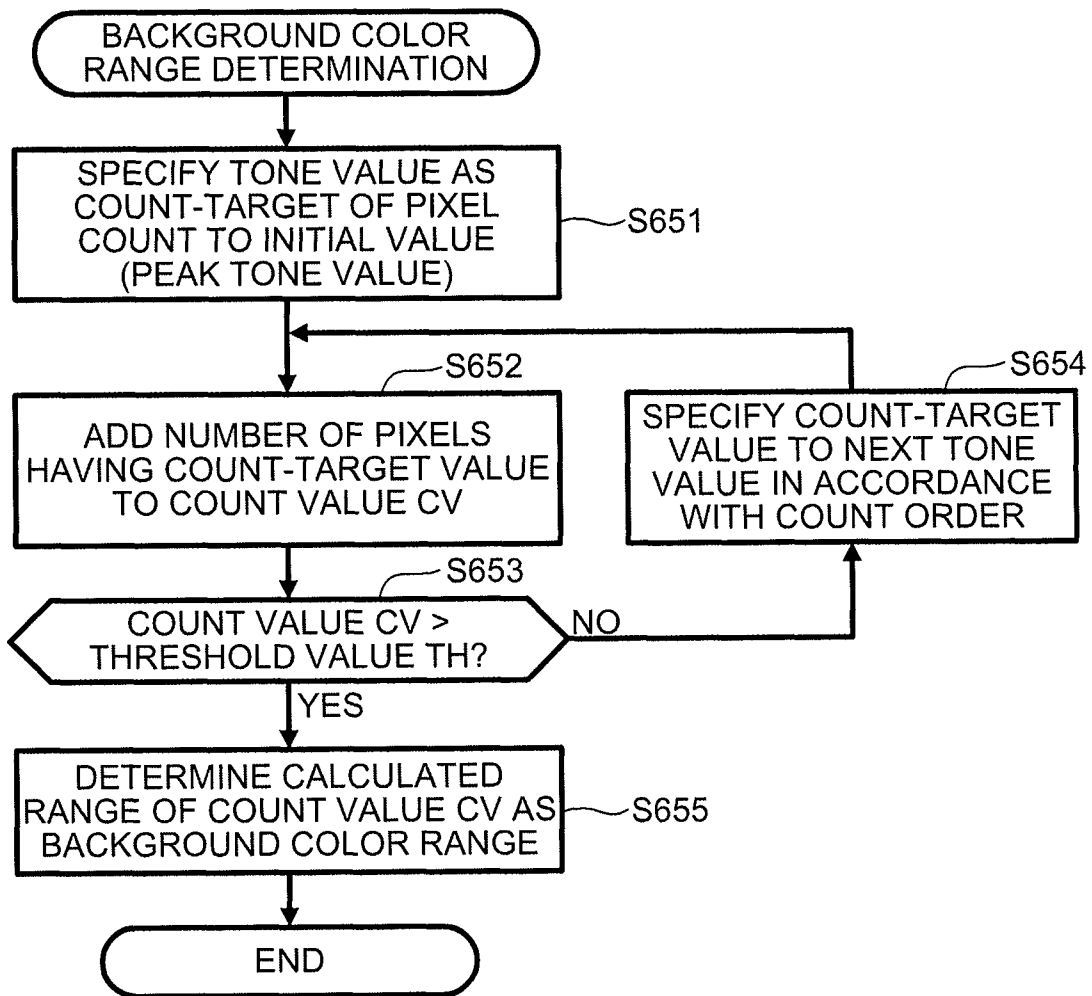 BACKGROUND COLOR
RANGE DETERMINATION
SPECIFY TONE VALUE AS
COUNT-TARGET OF PIXEL
COUNT TO INITIAL VALUE
(PEAK TONE VALUE)
S651
S652
ADD NUMBER OF PIXELS
HAVING COUNT-TARGET VALUE
TO COUNT VALUE CV
S654
SPECIFY COUNT-TARGET
VALUE TO NEXT TONE
VALUE IN ACCORDANCE
WITH COUNT ORDER
S653
COUNT VALUE CV >
THRESHOLD VALUE TH?
NO
YES
DETERMINE CALCULATED
RANGE OF COUNT VALUE CV AS
BACKGROUND COLOR RANGE
S655
END